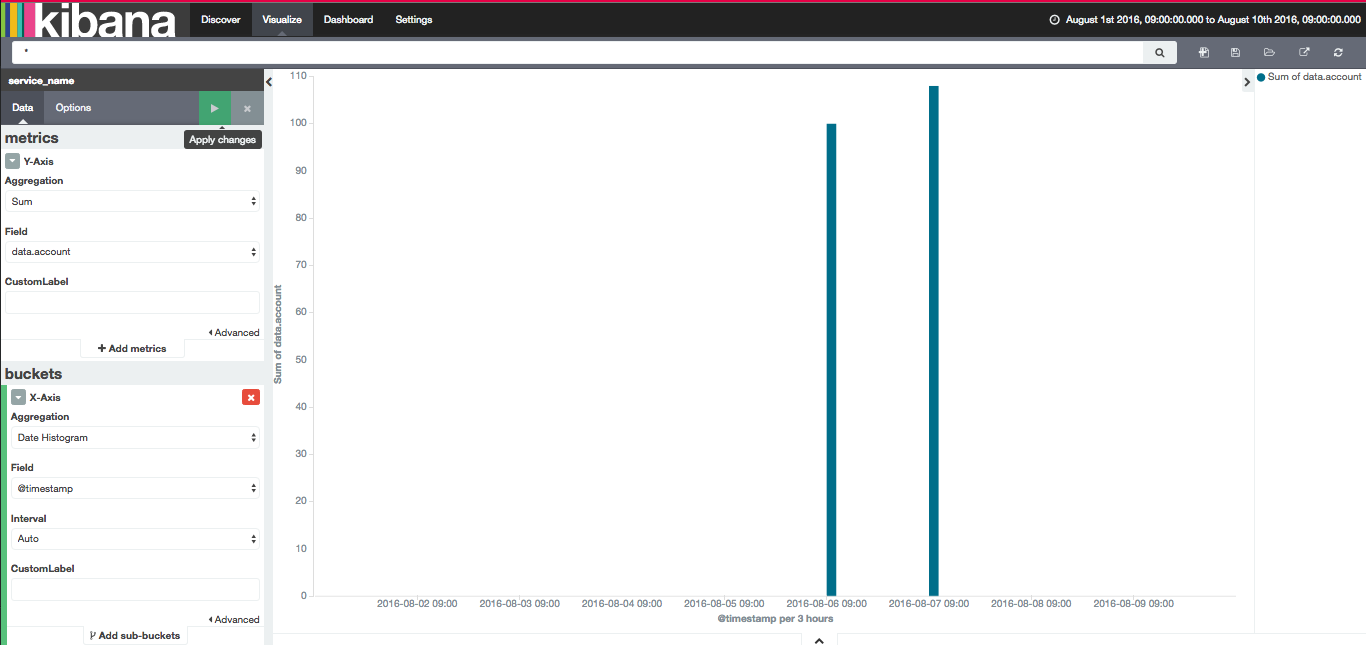 kibana Discover Visualize Dashboard Settings August 1st 2016, 09:00:00.000 to August 10th 2016, 09:00:00.000
*
service_name
Data Options
Apply changes
metrics
Y-Axis
Aggregation
Sum
Field
data.account
CustomLabel
Advanced
Add metrics
buckets
X-Axis
Aggregation
Date Histogram
Field
@timestamp
Interval
Auto
CustomLabel
Advanced
Add sub-buckets
Sum of data.account
110
100
90
80
70
60
50
40
30
20
10
0
2016-08-02 09:00 2016-08-03 09:00 2016-08-04 09:00 2016-08-05 09:00 2016-08-06 09:00 2016-08-07 09:00 2016-08-08 09:00 2016-08-09 09:00
@timestamp per 3 hours
Sum of data.account